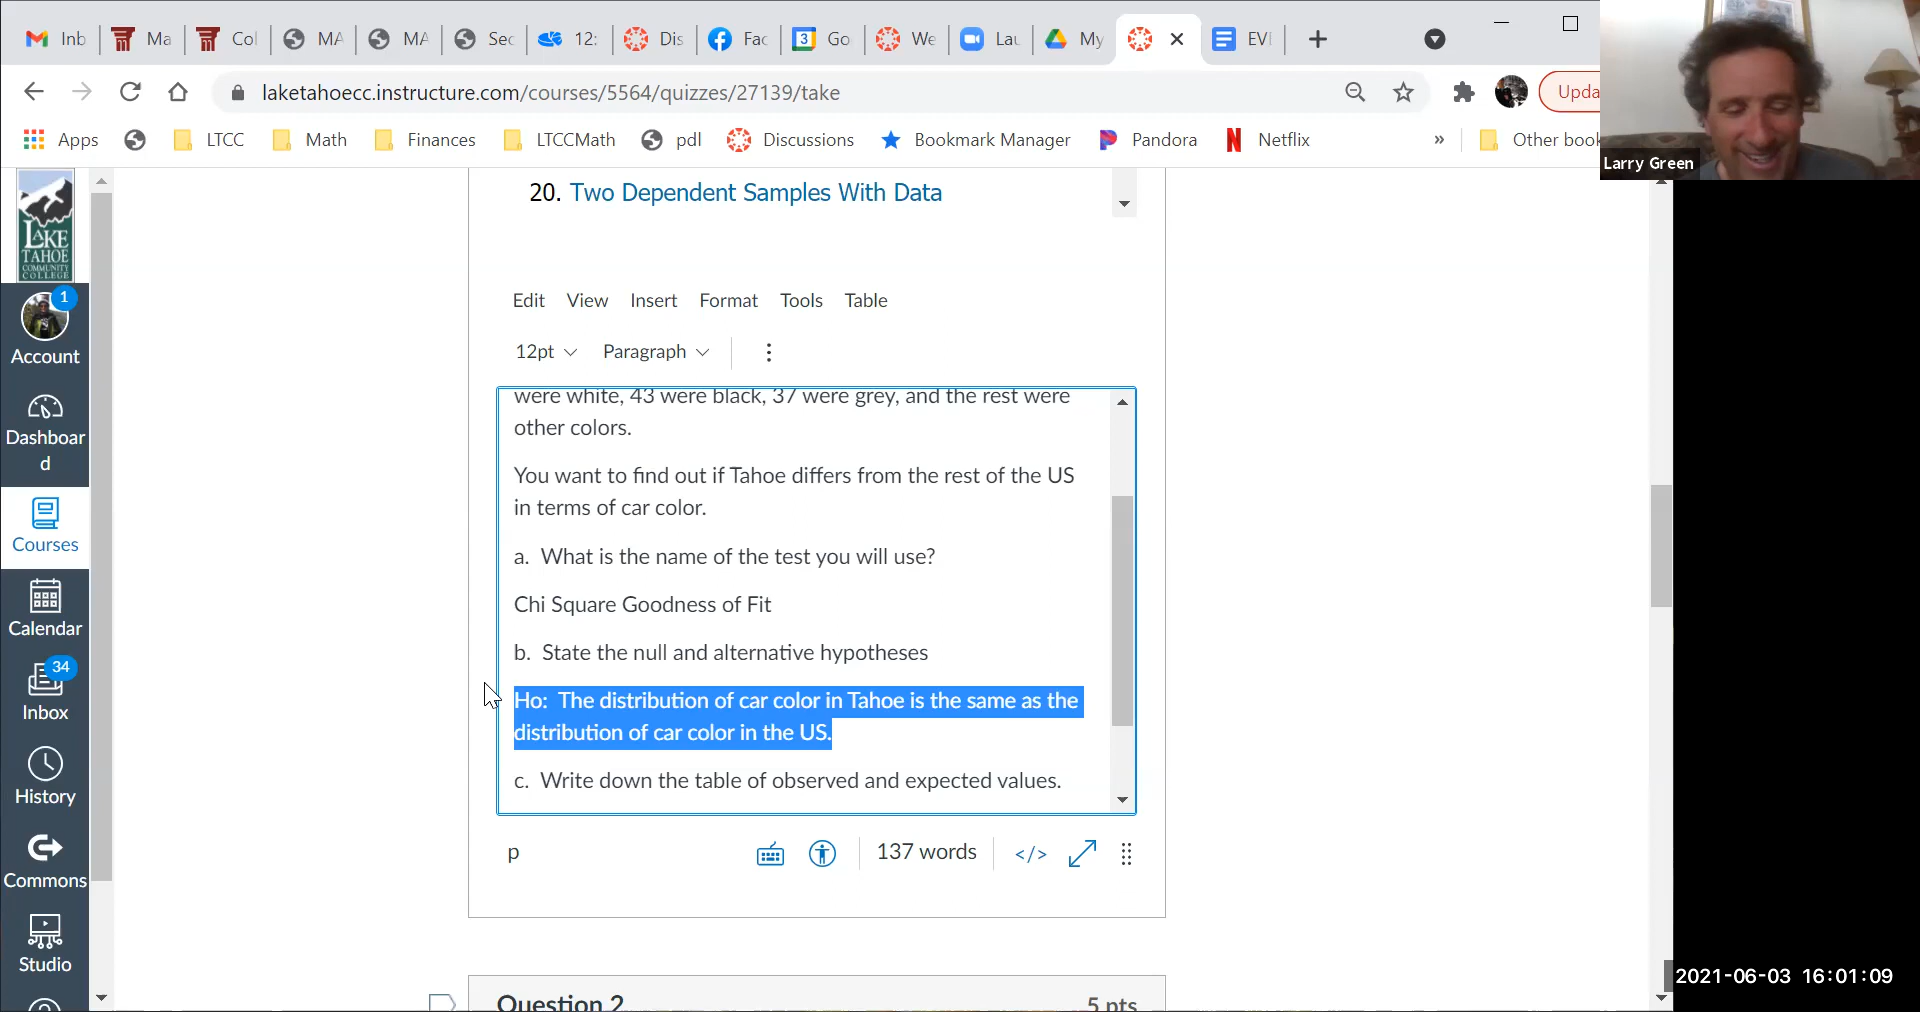 Inb
Ma
Col
MA
MA
Sec
12:
Dis
Fac
3
Go
We
Lau
My
EVI
laketahoecc.instructure.com/courses/5564/quizzes/27139/take
Upda
Apps
LTCC
Math
Finances
LTCCMath
pdl
Discussions
Bookmark Manager
Pandora
Netflix
»
Other book
Larry Green
LAKE
TAHOE
COMMUNITY
COLLEGE
1
Account
Dashboar
d
Courses
Calendar
34
Inbox
History
Commons
Studio
20. Two Dependent Samples With Data
Edit View Insert Format Tools Table
12pt Paragraph
were white, 43 were black, 37 were grey, and the rest were
other colors.
You want to find out if Tahoe differs from the rest of the US
in terms of car color.
a. What is the name of the test you will use?
Chi Square Goodness of Fit
b. State the null and alternative hypotheses
Ho: The distribution of car color in Tahoe is the same as the
distribution of car color in the US.
c. Write down the table of observed and expected values.
p
137 words
</>
Question 2
5 pts
2021-06-03 16:01:09